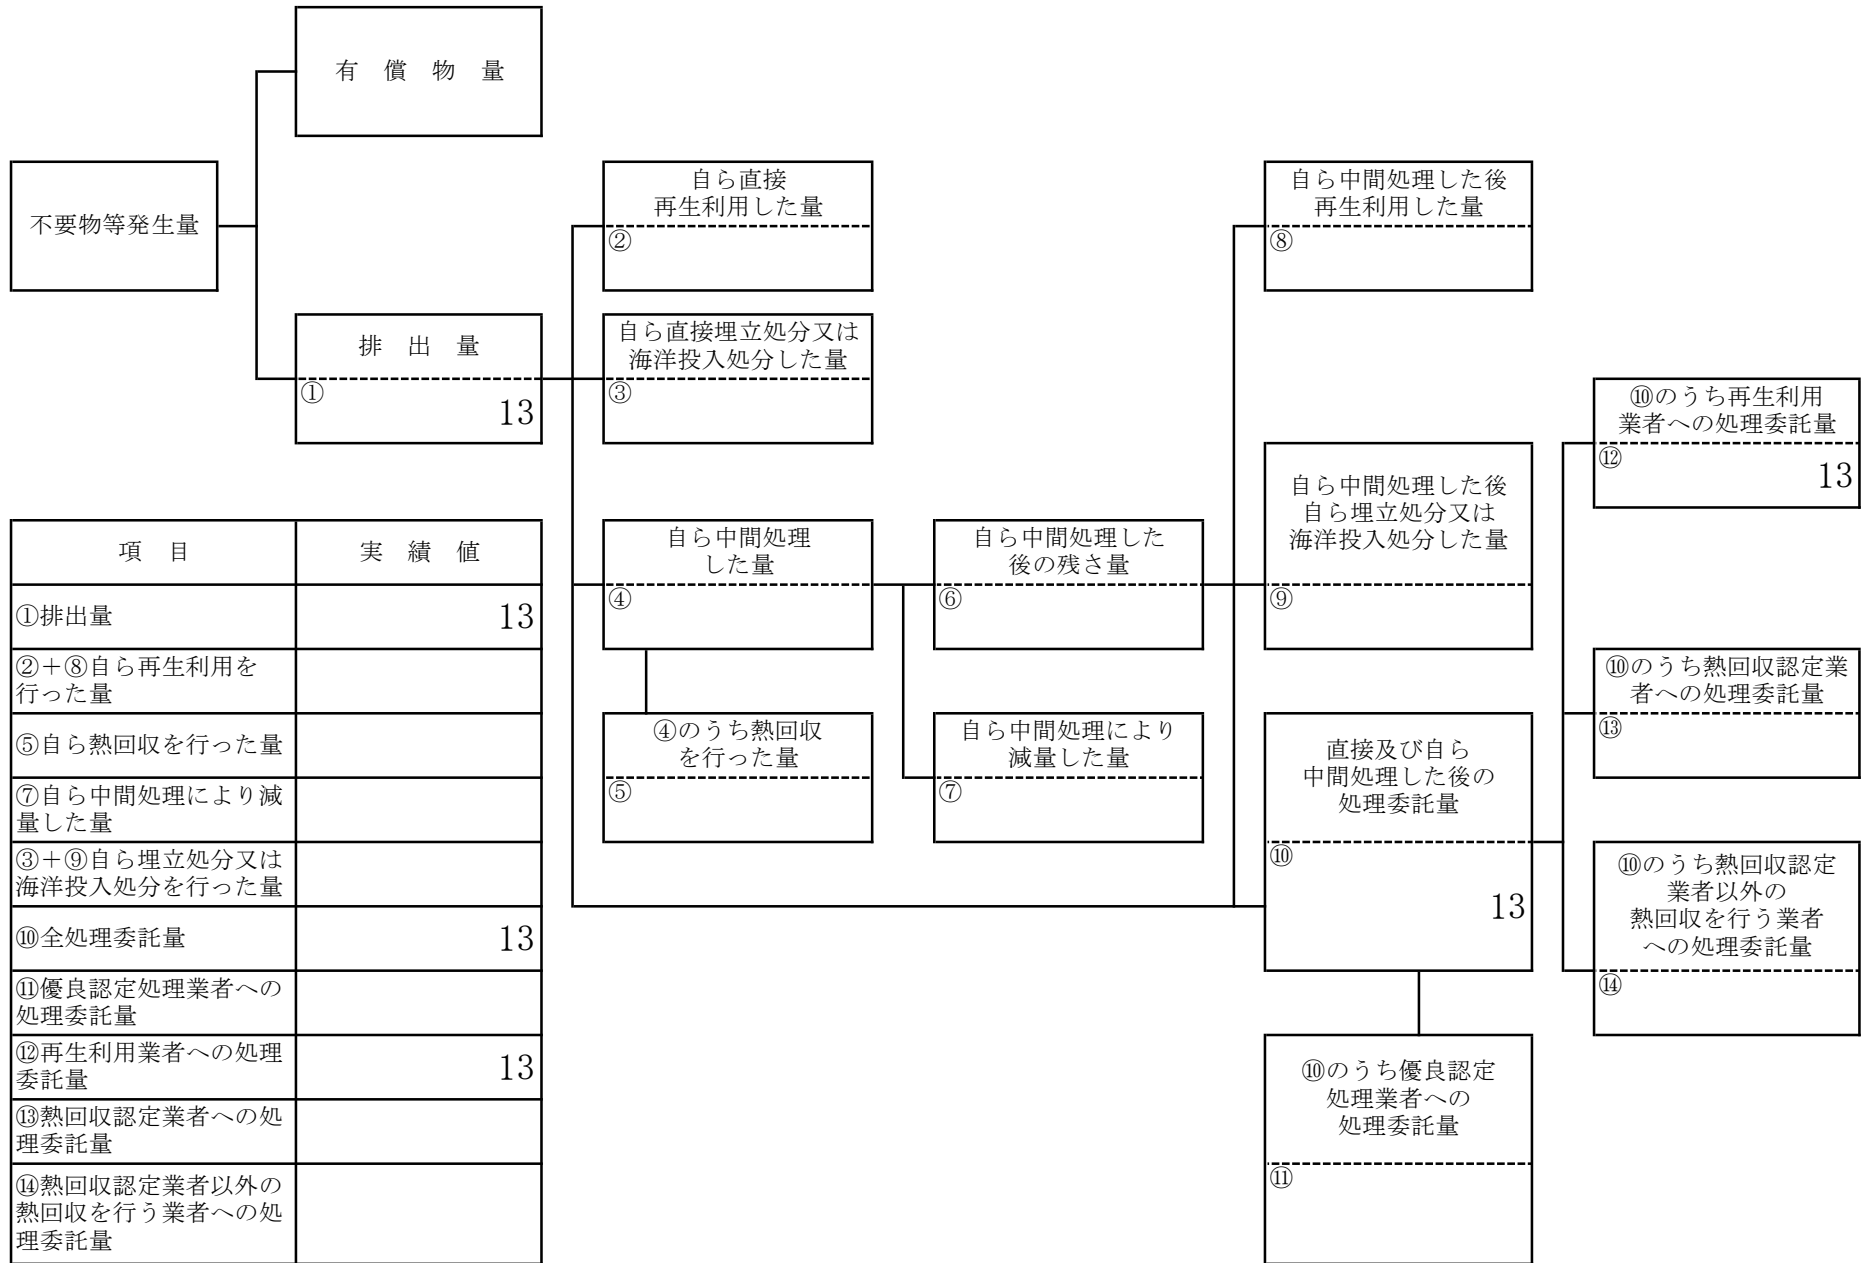 有　償　物　量
不要物等発生量
排　出　量
①
13
自ら直接
再生利用した量
②
自ら直接埋立処分又は
海洋投入処分した量
③
自ら中間処理
した量
④
④のうち熱回収
を行った量
⑤
自ら中間処理した
後の残さ量
⑥
自ら中間処理により
減量した量
⑦
自ら中間処理した後
再生利用した量
⑧
自ら中間処理した後
自ら埋立処分又は
海洋投入処分した量
⑨
直接及び自ら
中間処理した後の
処理委託量
⑩
13
⑩のうち優良認定
処理業者への
処理委託量
⑪
⑩のうち再生利用
業者への処理委託量
⑫
13
⑩のうち熱回収認定業
者への処理委託量
⑬
⑩のうち熱回収認定
業者以外の
熱回収を行う業者
への処理委託量
⑭
項　目　実　績　値
①排出量　13
②＋⑧自ら再生利用を
行った量
⑤自ら熱回収を行った量
⑦自ら中間処理により減
量した量
③＋⑨自ら埋立処分又は
海洋投入処分を行った量
⑩全処理委託量　13
⑪優良認定処理業者への
処理委託量
⑫再生利用業者への処理
委託量　13
⑬熱回収認定業者への処
理委託量
⑭熱回収認定業者以外の
熱回収を行う業者への処
理委託量